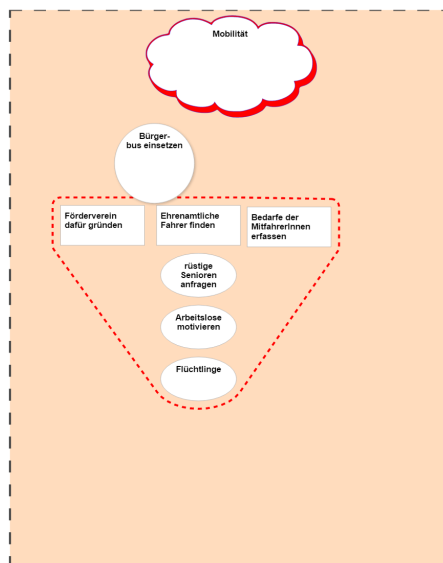 Mobilität
Bürger-
bus einsetzen
Förderverein
dafür gründen
Ehrenamtliche
Fahrer finden
Bedarfe der
MitfahrerInnen
erfassen
rüstige
Senioren
anfragen
Arbeitslose
motivieren
Flüchtlinge